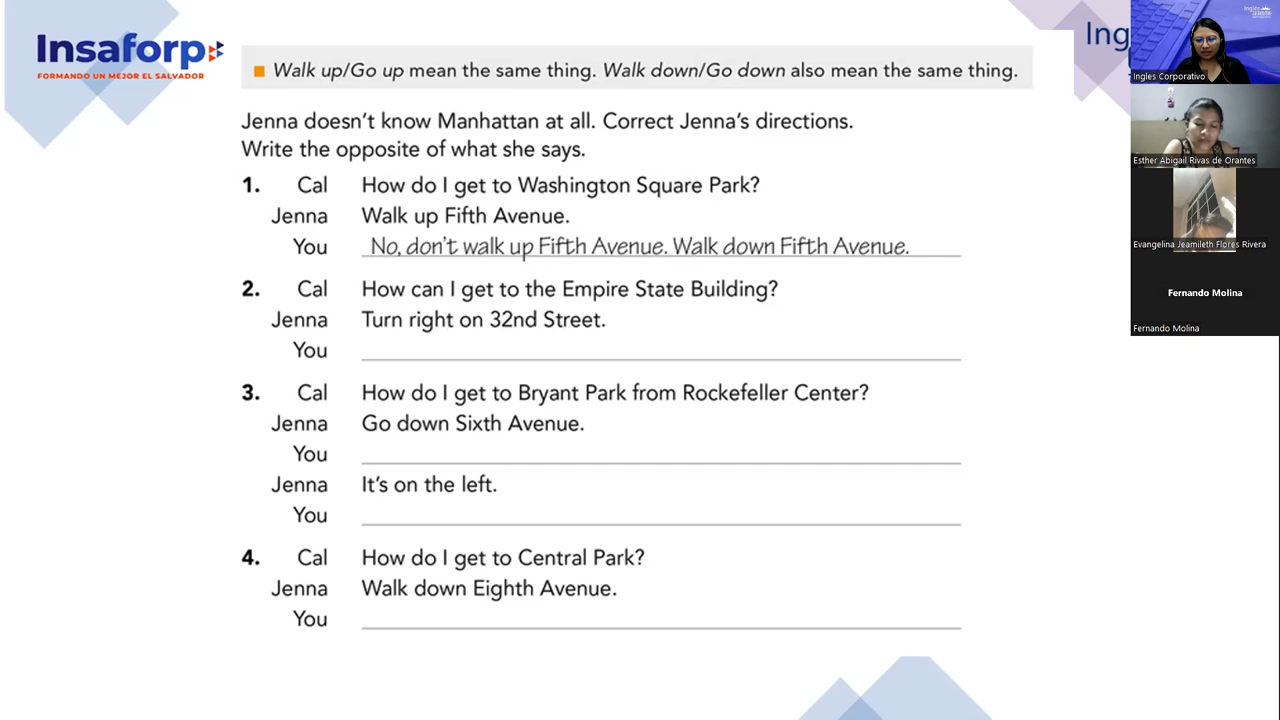 Insaforp
FORMANDO UN MEJOR EL SALVADOR
Ing
Walk up/Go up mean the same thing. Walk down/Go down also mean the same thing.
Jenna doesn't know Manhattan at all. Correct Jenna's directions.
Write the opposite of what she says.
1. Cal How do I get to Washington Square Park?
Jenna Walk up Fifth Avenue.
You No, don't walk up Fifth Avenue. Walk down Fifth Avenue.
2. Cal How can I get to the Empire State Building?
Jenna Turn right on 32nd Street.
You
3. Cal How do I get to Bryant Park from Rockefeller Center?
Jenna Go down Sixth Avenue.
You
Jenna It's on the left.
You
4. Cal How do I get to Central Park?
Jenna Walk down Eighth Avenue.
You
Ingles Corporativo
Esther Abigail Rivas de Orantes
Evangelina Jeamileth Flores Rivera
Fernando Molina
Fernando Molina